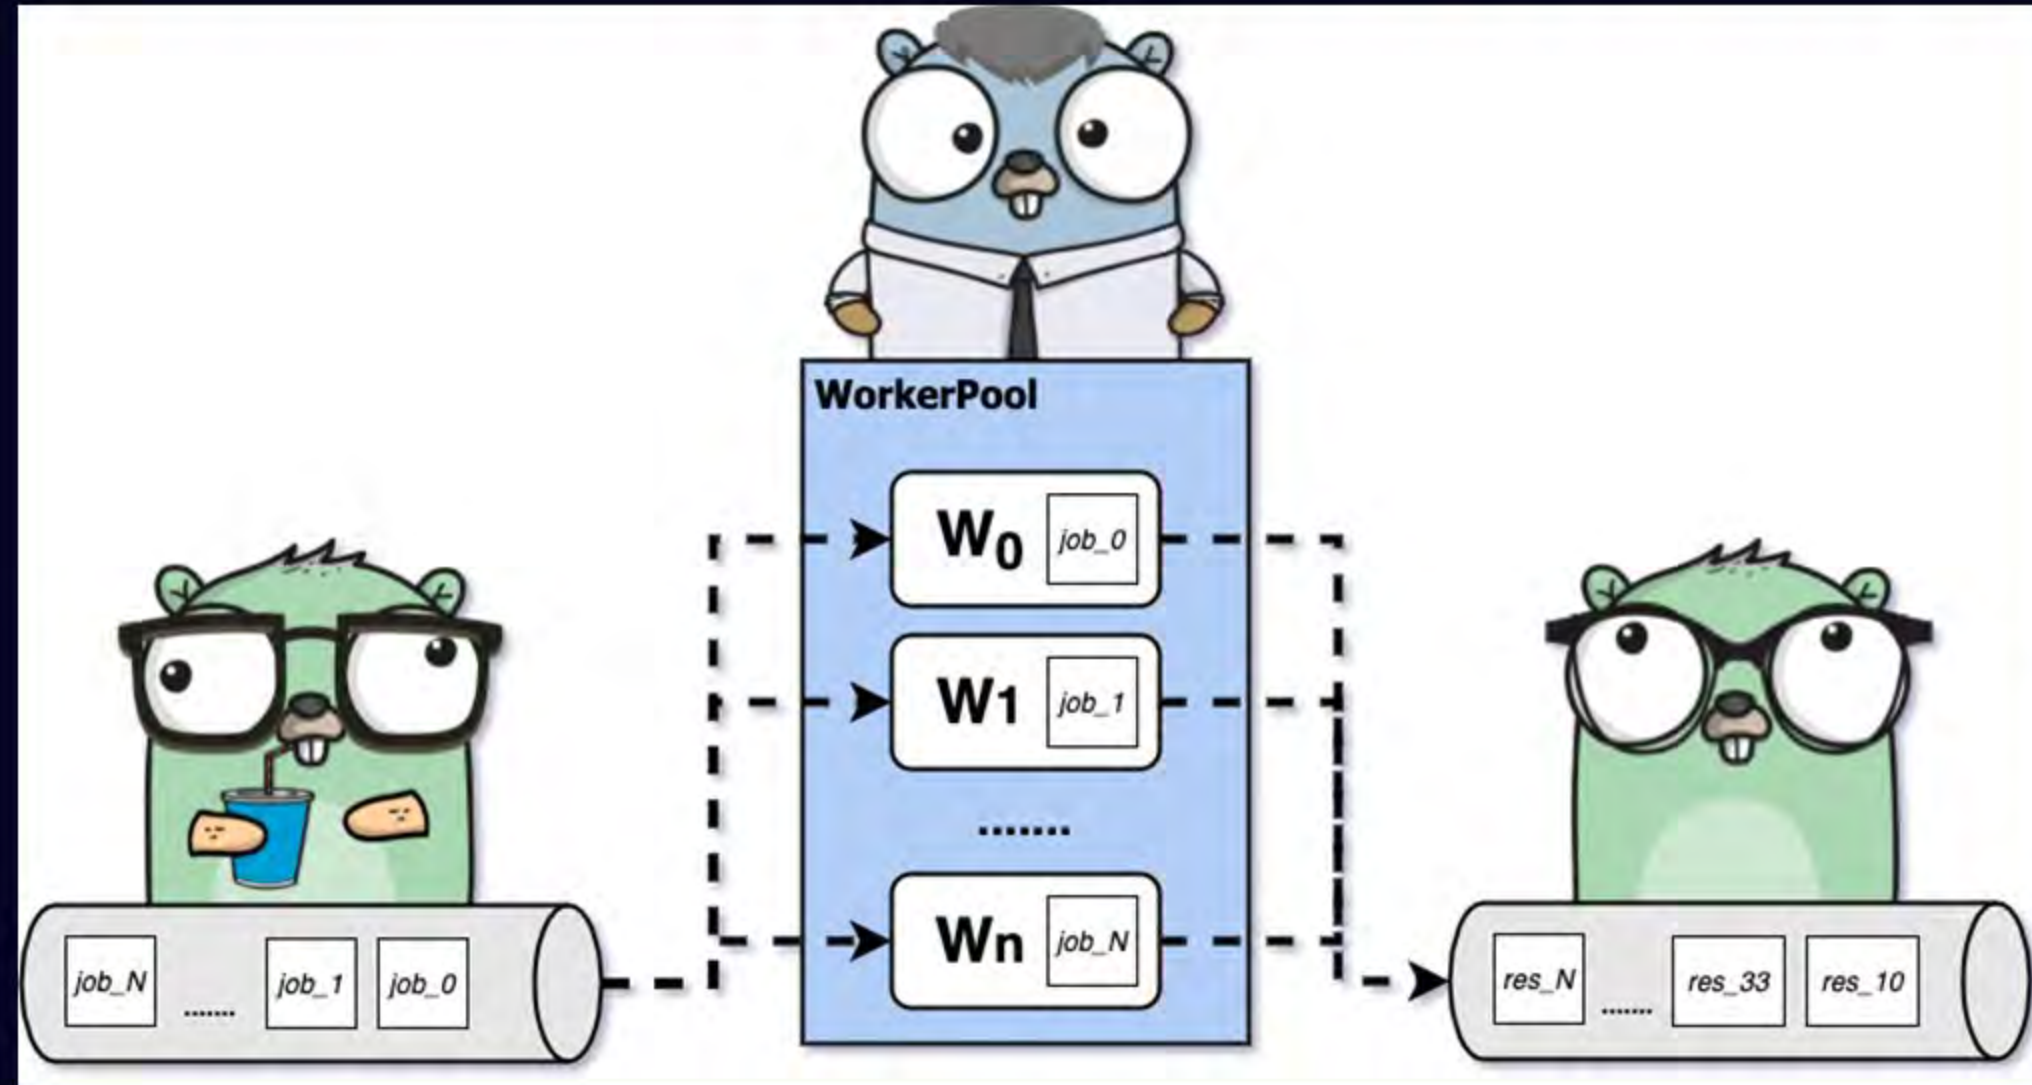 WorkerPool
W0 job_0
W1 job_1
.......
Wn job_N
job_N ....... job_1 job_0
res_N ....... res_33 res_10